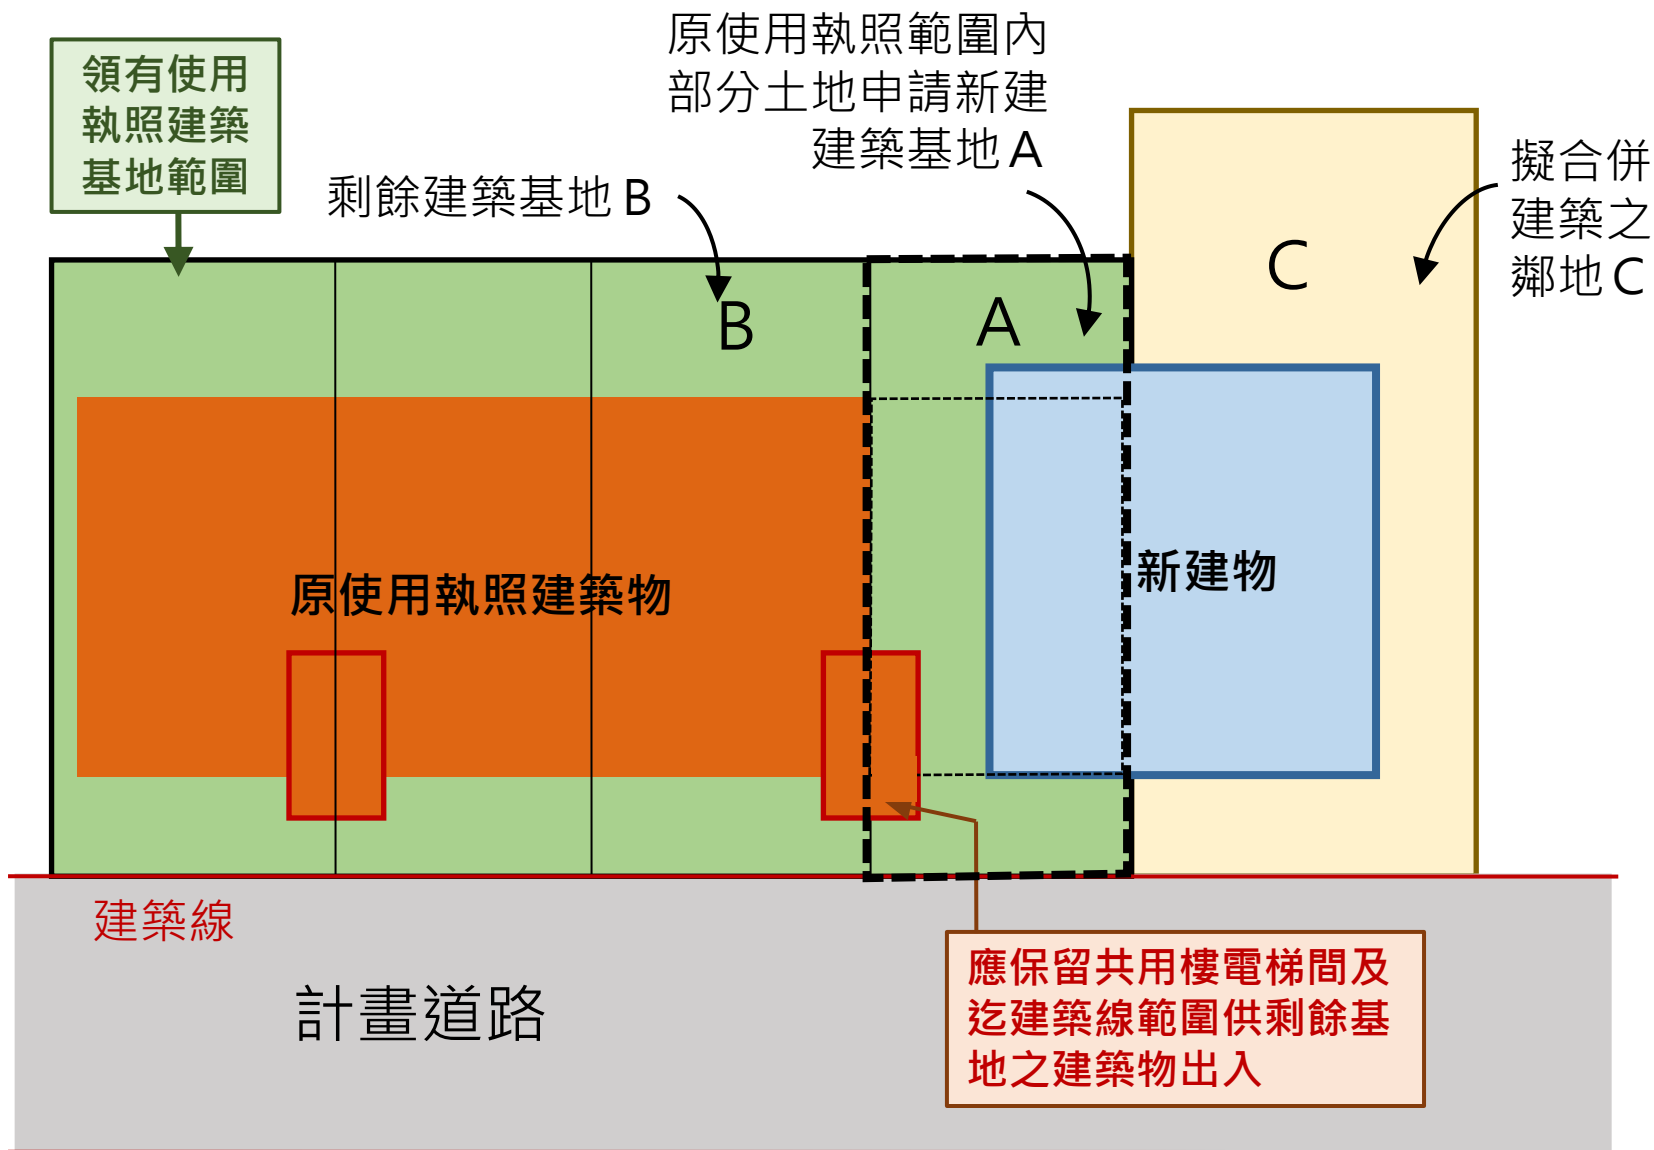 原使用執照範圍內
部分土地申請新建
建築基地A
領有使用
執照建築
基地範圍
剩餘建築基地B
擬合併
建築之
鄰地C
B
A
C
原使用執照建築物
新建物
建築線
計畫道路
應保留共用樓電梯間及
迄建築線範圍供剩餘基
地之建築物出入